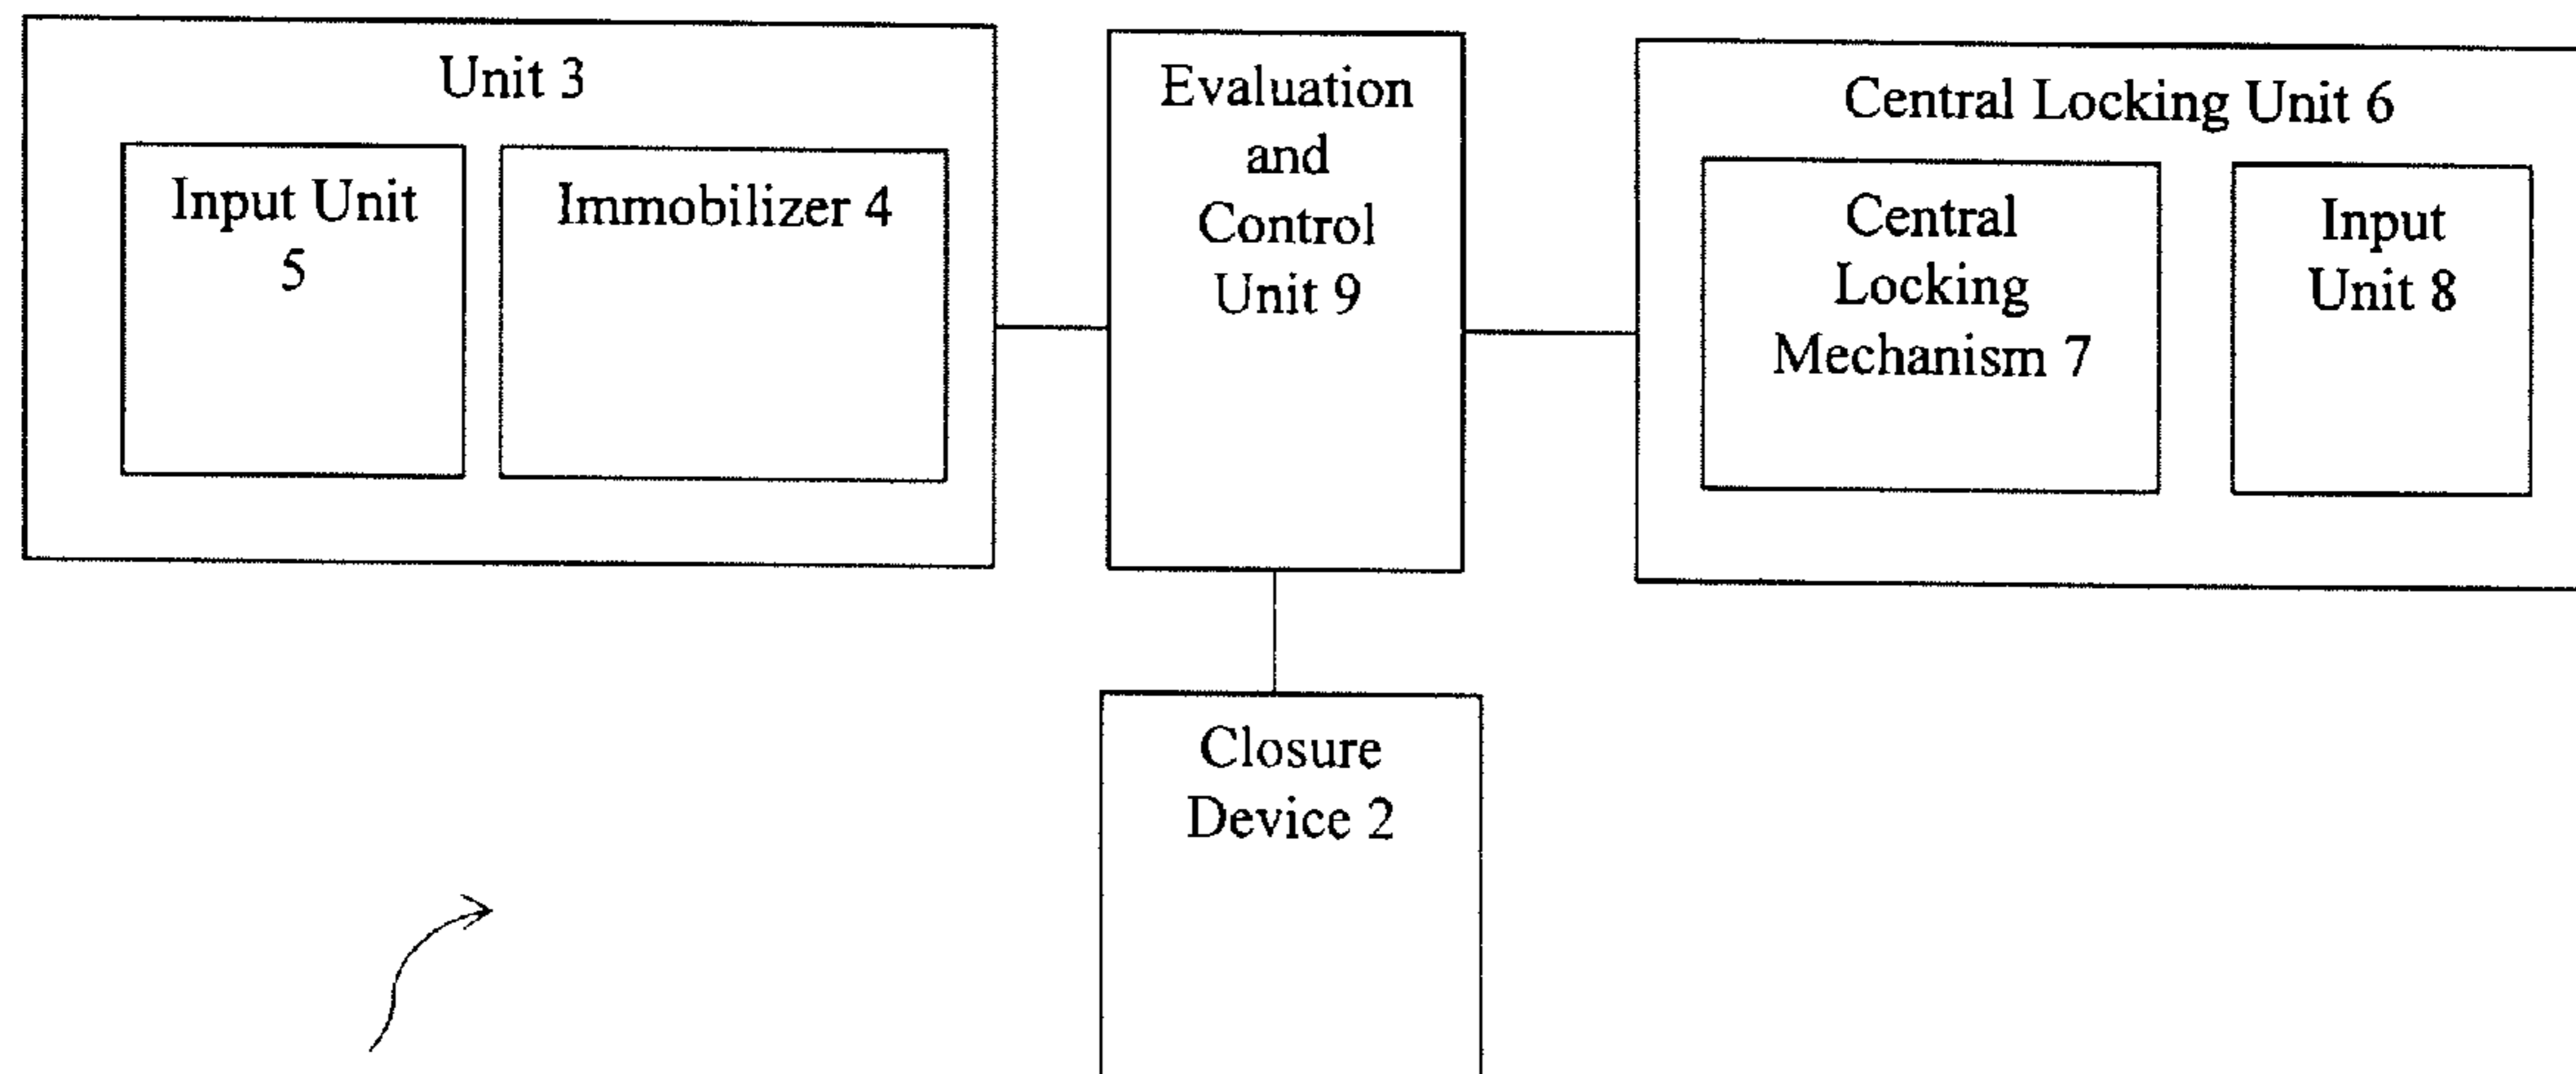 Unit 3
Input Unit
5
Immobilizer 4
Evaluation
and
Control
Unit 9
Central Locking Unit 6
Central
Locking
Mechanism 7
Input
Unit 8
Closure
Device 2